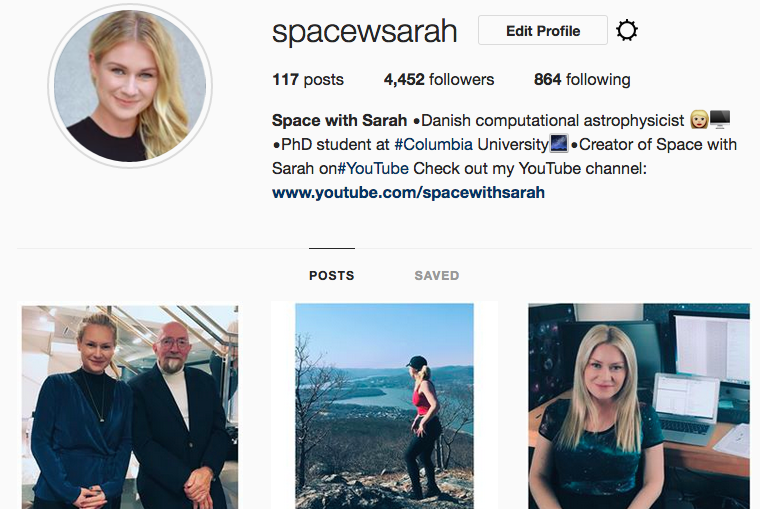 spacewsarah Edit Profile
117 posts 4,452 followers 864 following
Space with Sarah •Danish computational astrophysicist 👩🏼🖥️
•PhD student at #Columbia University🌌•Creator of Space with
Sarah on#YouTube Check out my YouTube channel:
www.youtube.com/spacewithsarah
POSTS SAVED